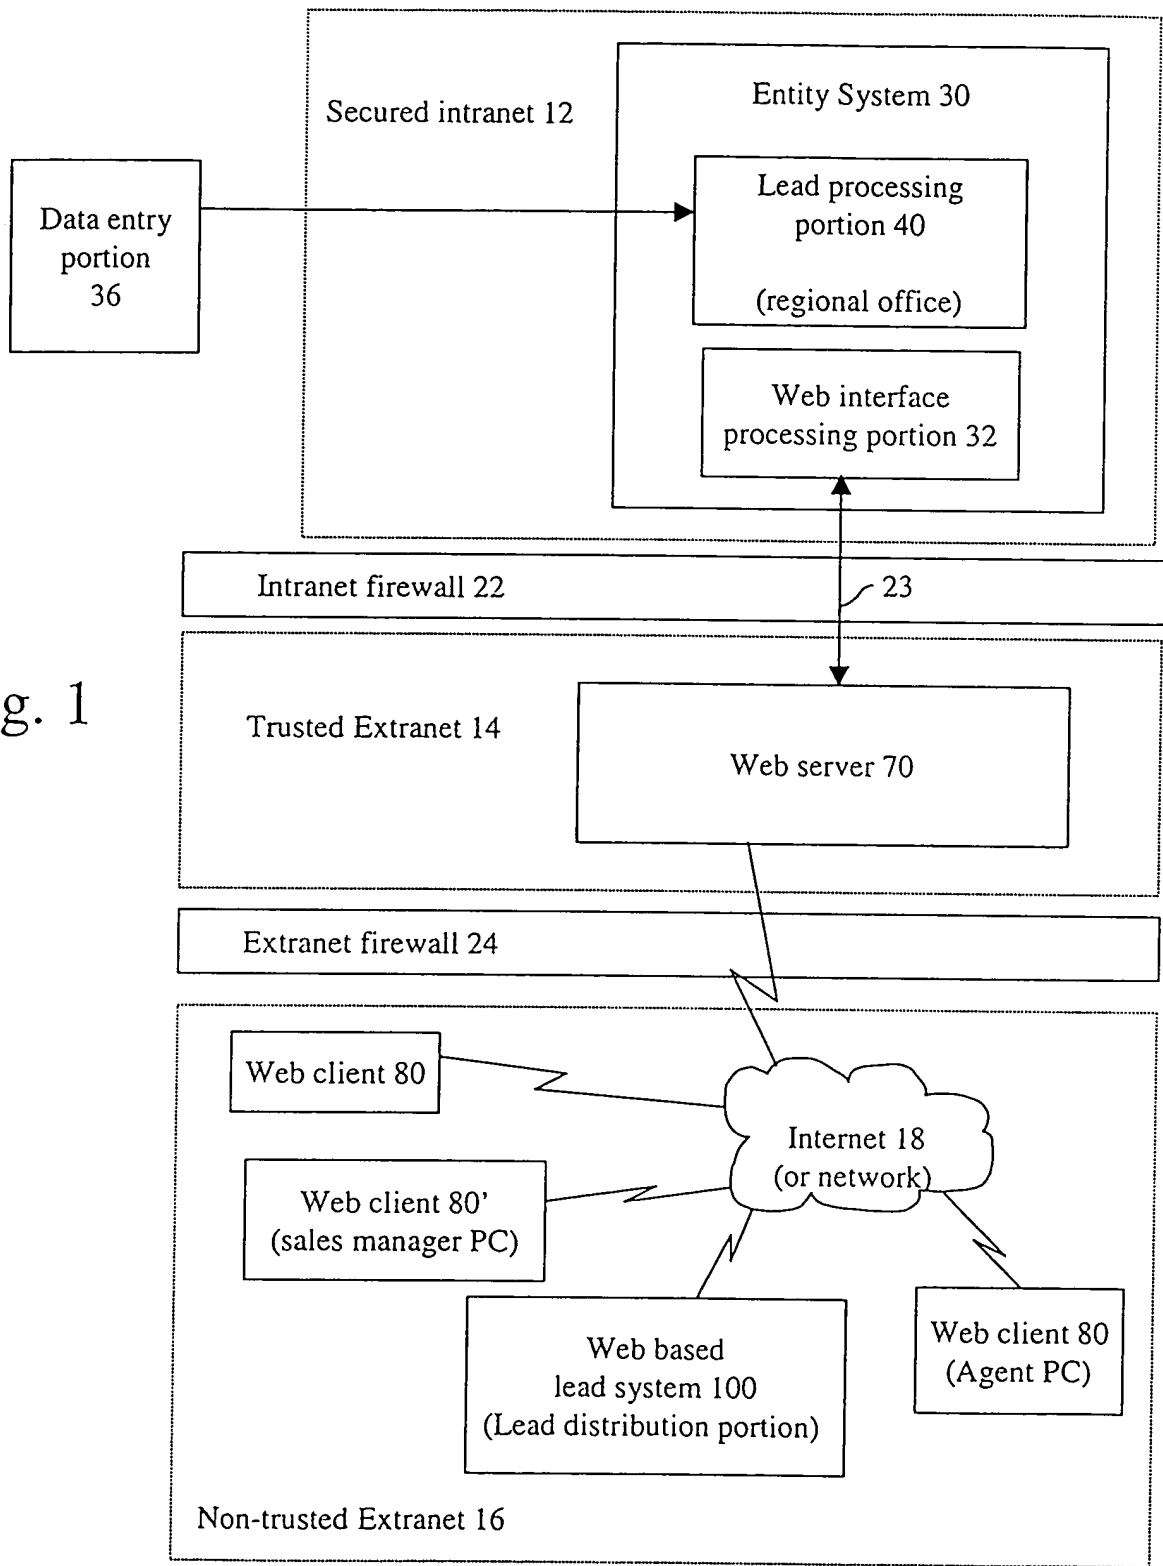 Entity System 30
Secured intranet 12
Lead processing
portion 40
(regional office)
Data entry
portion
36
Web interface
processing portion 32
Intranet firewall 22
23
g. 1
Trusted Extranet 14
Web server 70
Extranet firewall 24
Web client 80
Internet 18
(or network)
Web client 80'
(sales manager PC)
Web based
lead system 100
(Lead distribution portion)
Web client 80
(Agent PC)
Non-trusted Extranet 16